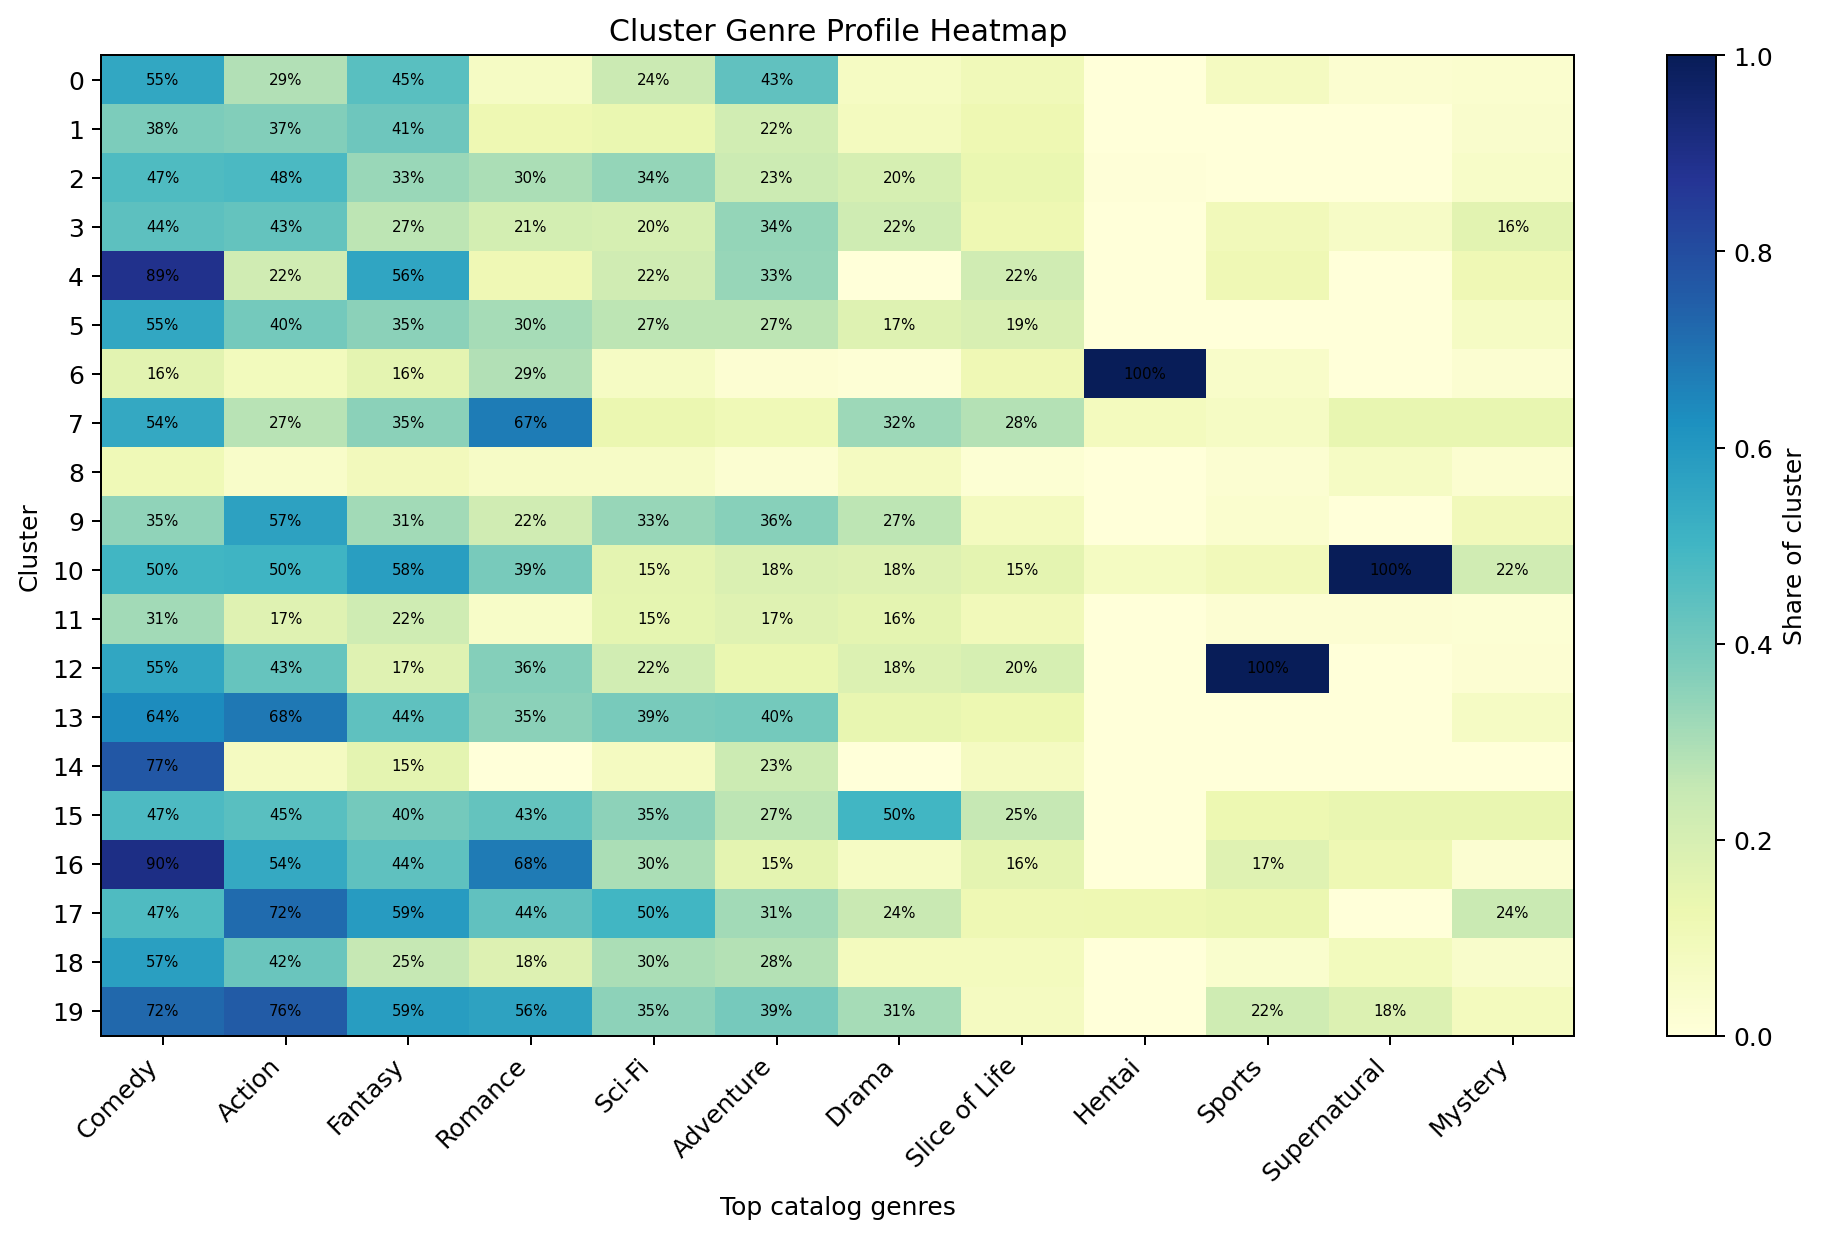 Cluster Genre Profile Heatmap
0 55% 29% 45% 24% 43%
1 38% 37% 41% 22%
2 47% 48% 33% 30% 34% 23% 20%
3 44% 43% 27% 21% 20% 34% 22% 16%
4 89% 22% 56% 22% 33% 22%
5 55% 40% 35% 30% 27% 27% 17% 19%
6 16% 16% 29% 100%
7 54% 27% 35% 67% 32% 28%
8
9 35% 57% 31% 22% 33% 36% 27%
10 50% 50% 58% 39% 15% 18% 18% 15% 100% 22%
11 31% 17% 22% 15% 17% 16%
12 55% 43% 17% 36% 22% 18% 20% 100%
13 64% 68% 44% 35% 39% 40%
14 77% 15% 23%
15 47% 45% 40% 43% 35% 27% 50% 25%
16 90% 54% 44% 68% 30% 15% 16% 17%
17 47% 72% 59% 44% 50% 31% 24% 24%
18 57% 42% 25% 18% 30% 28%
19 72% 76% 59% 56% 35% 39% 31% 22% 18%
Cluster
Comedy Action Fantasy Romance Sci-Fi Adventure Drama Slice of Life Hentai Sports Supernatural Mystery
Top catalog genres
1.0
0.8
0.6
0.4
0.2
0.0
Share of cluster